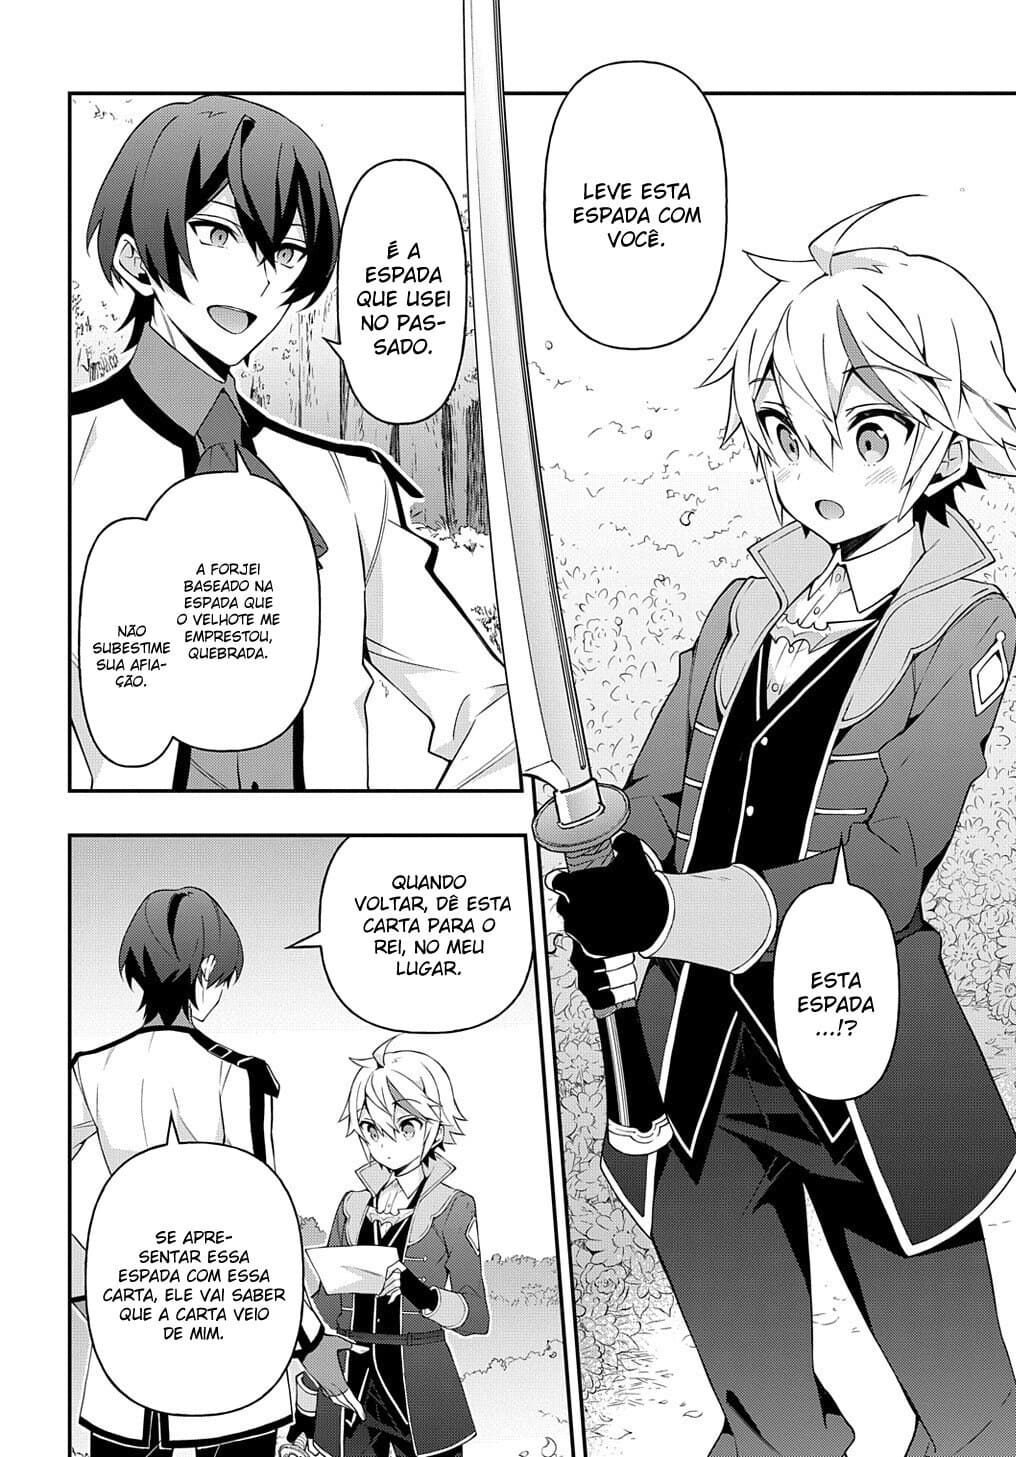 LEVE ESTA
ESPADA COM
VOCÊ.
ESTA
ESPADA
...!?
É A
ESPADA
QUE USEI
NO PAS-
SADO.
A FORJEI
BASEADO NA
ESPADA QUE
O VELHOTE ME
EMPRESTOU,
QUEBRADA.
NÃO
SUBESTIME
SUA AFIA-
ÇÃO.
QUANDO
VOLTAR, DÊ ESTA
CARTA PARA O
REI, NO MEU
LUGAR.
SE APRE-
SENTAR ESSA
ESPADA COM ESSA
CARTA, ELE VAI SABER
QUE A CARTA VEIO
DE MIM.